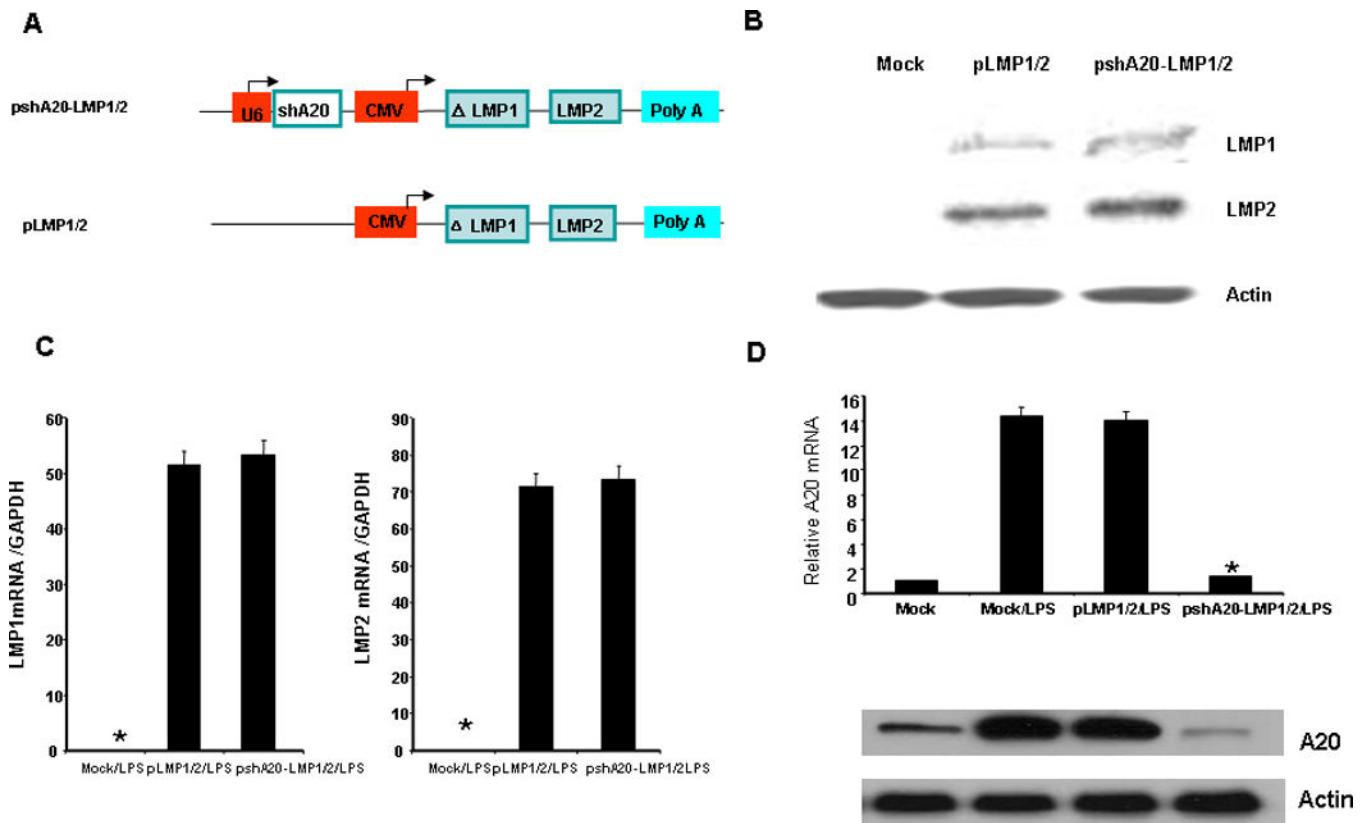 A
pshA20-LMP1/2
U6 shA20 CMV Δ LMP1 LMP2 Poly A
pLMP1/2
CMV Δ LMP1 LMP2 Poly A
B
Mock pLMP1/2 pshA20-LMP1/2
LMP1
LMP2
Actin
C
LMP1mRNA /GAPDH
60
50
40
30
20
10
0
*
Mock/LPS pLMP1/2/LPS pshA20-LMP1/2/LPS
LMP2 mRNA /GAPDH
90
80
70
60
50
40
30
20
10
0
*
Mock/LPS pLMP1/2/LPS pshA20-LMP1/2LPS
D
Relative A20 mRNA
16
14
12
10
8
6
4
2
0
*
Mock Mock/LPS pLMP1/2/LPS pshA20-LMP1/2/LPS
A20
Actin